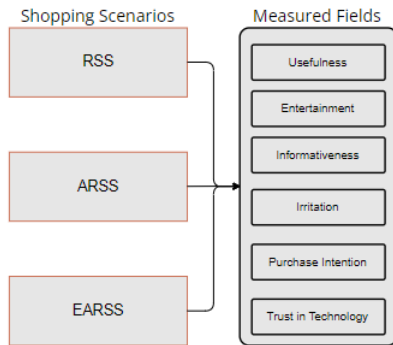 Shopping Scenarios
Measured Fields
RSS
ARSS
EARSS
Usefulness
Entertainment
Informativeness
Irritation
Purchase Intention
Trust in Technology